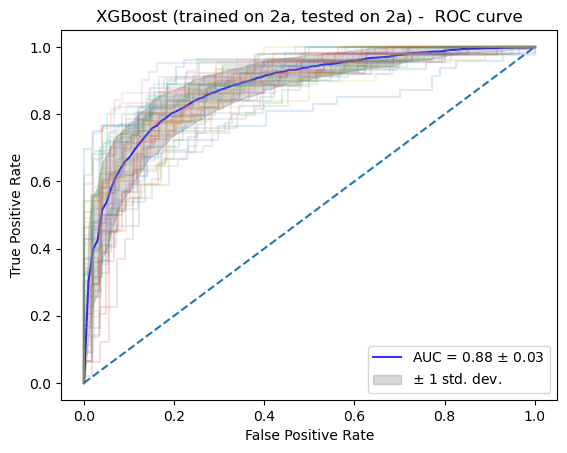 XGBoost (trained on 2a, tested on 2a) -  ROC curve
True Positive Rate
1.0
0.8
0.6
0.4
0.2
0.0
0.0 0.2 0.4 0.6 0.8 1.0
False Positive Rate
AUC = 0.88 ± 0.03
± 1 std. dev.